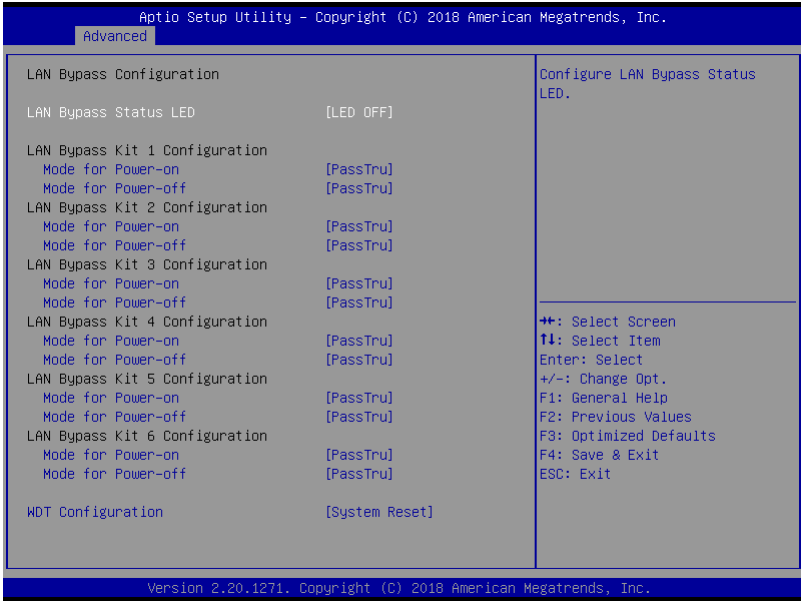 Aptio Setup Utility – Copyright (C) 2018 American Megatrends, Inc.
Advanced
LAN Bypass Configuration
LAN Bypass Status LED [LED OFF]
LAN Bypass Kit 1 Configuration
Mode for Power-on [PassTru]
Mode for Power-off [PassTru]
LAN Bypass Kit 2 Configuration
Mode for Power-on [PassTru]
Mode for Power-off [PassTru]
LAN Bypass Kit 3 Configuration
Mode for Power-on [PassTru]
Mode for Power-off [PassTru]
LAN Bypass Kit 4 Configuration
Mode for Power-on [PassTru]
Mode for Power-off [PassTru]
LAN Bypass Kit 5 Configuration
Mode for Power-on [PassTru]
Mode for Power-off [PassTru]
LAN Bypass Kit 6 Configuration
Mode for Power-on [PassTru]
Mode for Power-off [PassTru]
WDT Configuration [System Reset]
Configure LAN Bypass Status
LED.
→←: Select Screen
↑↓: Select Item
Enter: Select
+/-: Change Opt.
F1: General Help
F2: Previous Values
F3: Optimized Defaults
F4: Save & Exit
ESC: Exit
Version 2.20.1271. Copyright (C) 2018 American Megatrends, Inc.